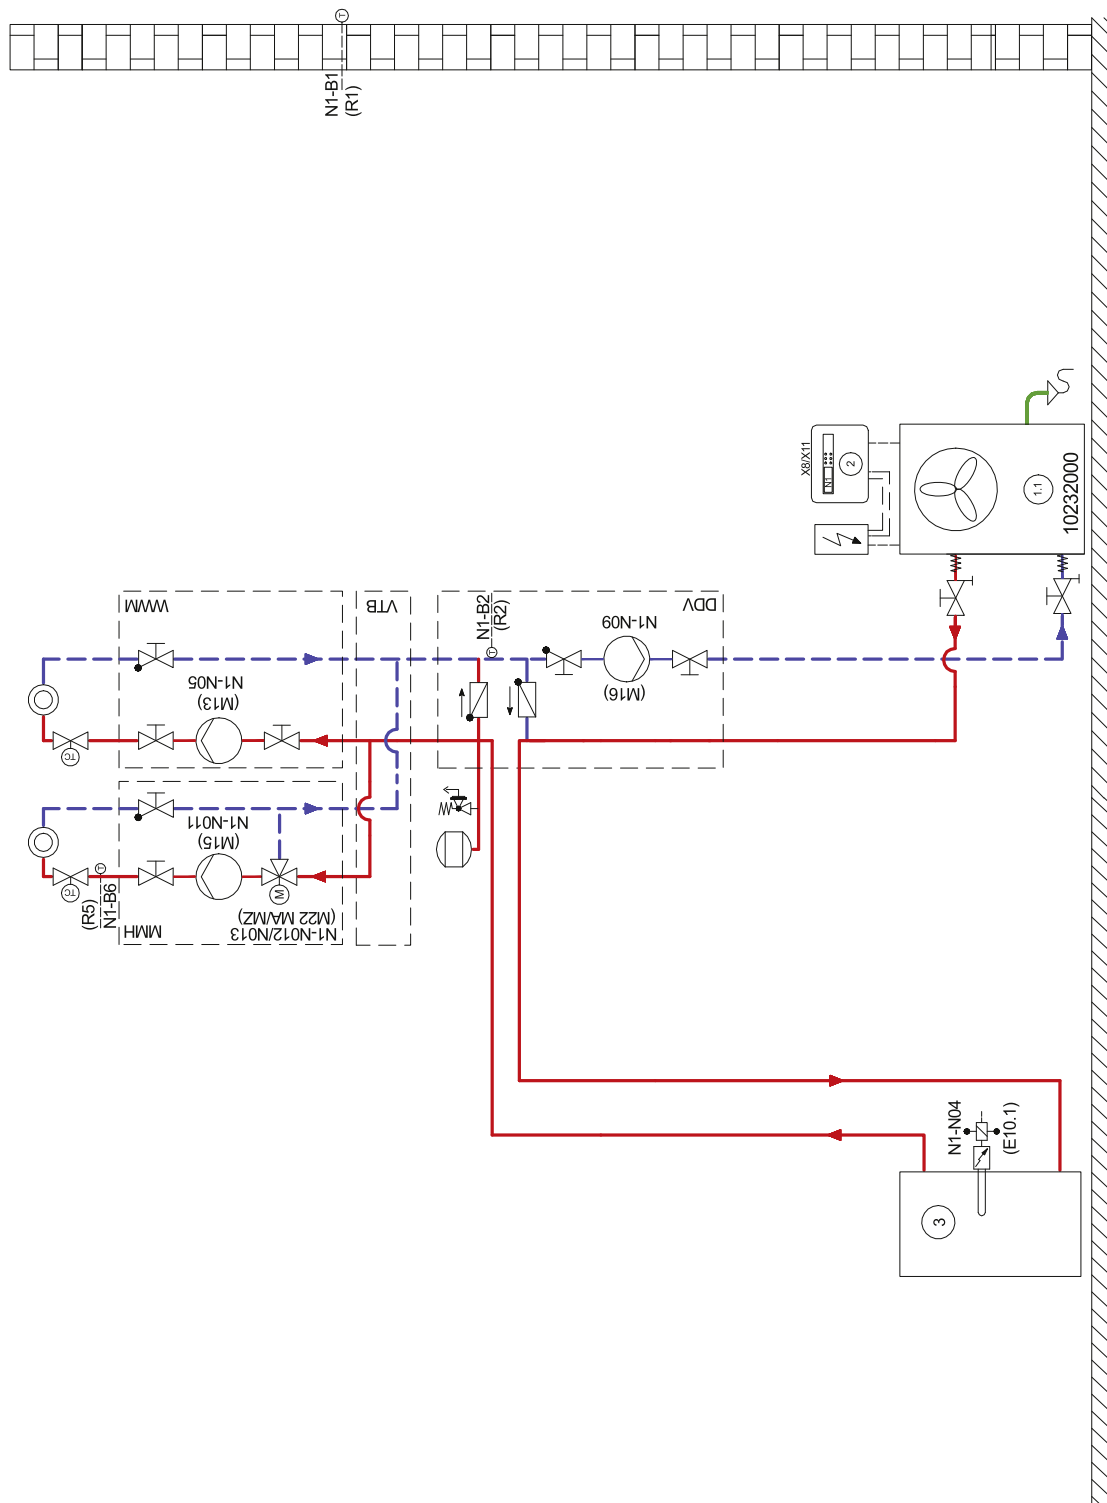 T
N1-B1
(R1)
WWM
N1-N05
(M13)
TC
MMH
N1-N011
(M15)
TC
T
(R5)
N1-B6
M
N1-N012/N013
(M22 MA/MZ)
VTB
DDV
N1-B2
(R2)
T
N1-N09
(M16)
X8/X11
N1
2
1.1
10232000
N1-N04
(E10.1)
3